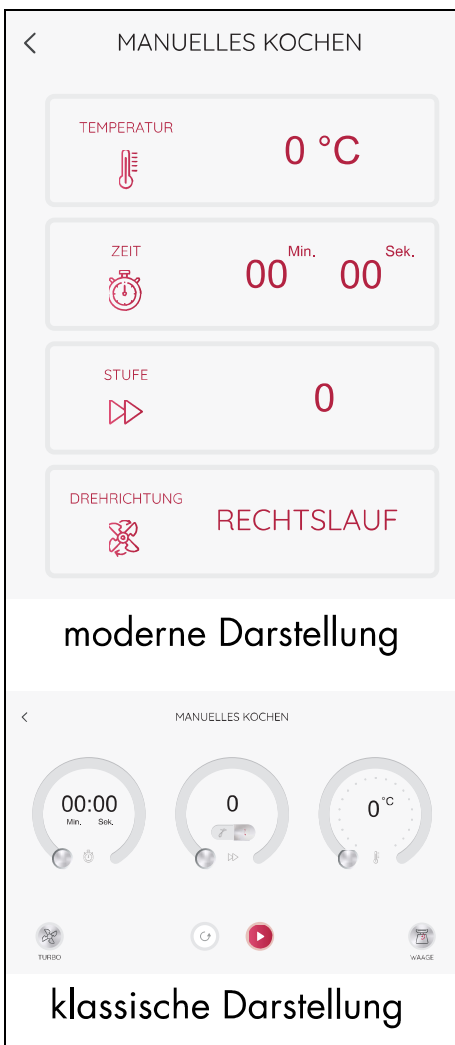 MANUELLES KOCHEN
TEMPERATUR
0 °C
ZEIT
00 Min. 00 Sek.
STUFE
0
DREHRICHTUNG
RECHTSLAUF
moderne Darstellung
MANUELLES KOCHEN
00:00
Min. Sek.
0
0 °C
TURBO
WAAGE
klassische Darstellung